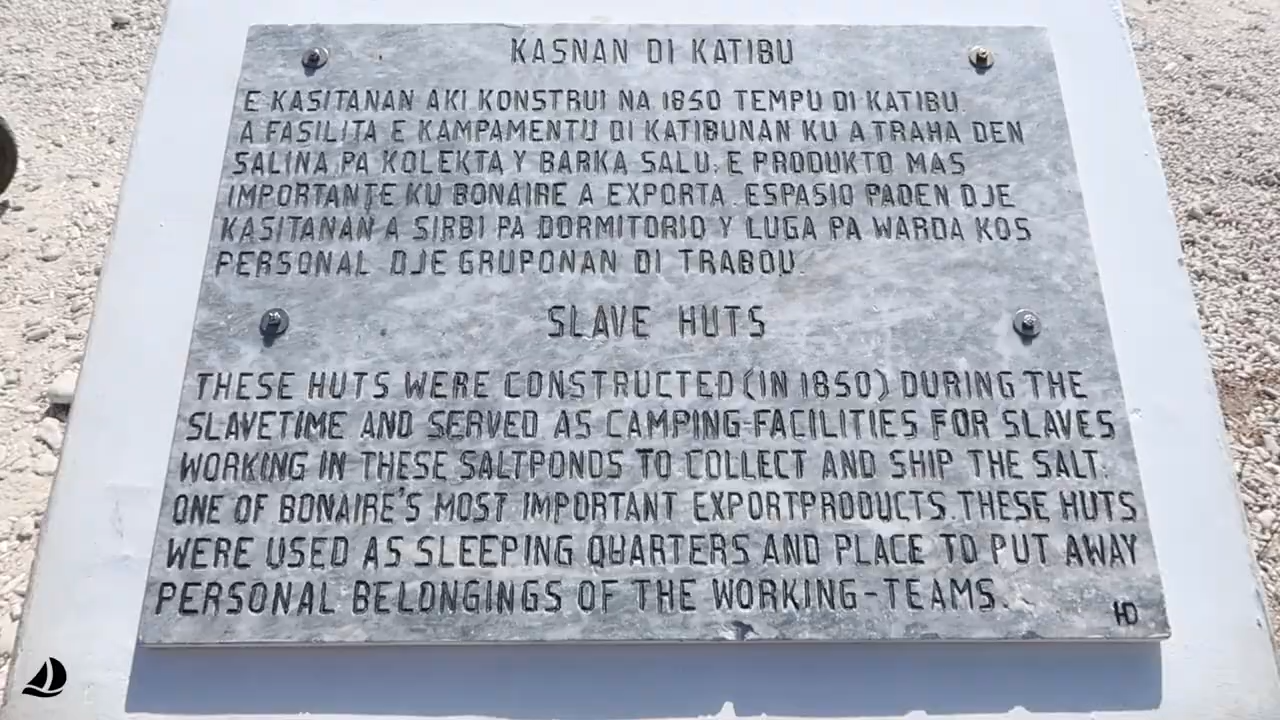 KASNAN DI KATIBU
E KASITANAN AKI KONSTRUI NA 1850 TEMPU DI KATIBU.
A FASILITA E KAMPAMENTU DI KATIBUNAN KU A TRAHA DEN
SALINA PA KOLEKTA Y BARKA SALU; E PRODUKTO MAS
IMPORTANTE KU BONAIRE A EXPORTA. ESPASIO PADEN DJE
KASITANAN A SIRBI PA DORMITORIO Y LUGA PA WARDA KOS
PERSONAL DJE GRUPONAN DI TRABOU.
SLAVE HUTS
THESE HUTS WERE CONSTRUCTED (IN 1850) DURING THE
SLAVETIME AND SERVED AS CAMPING-FACILITIES FOR SLAVES
WORKING IN THESE SALTPONDS TO COLLECT AND SHIP THE SALT;
ONE OF BONAIRE'S MOST IMPORTANT EXPORTPRODUCTS. THESE HUTS
WERE USED AS SLEEPING QUARTERS AND PLACE TO PUT AWAY
PERSONAL BELONGINGS OF THE WORKING-TEAMS.